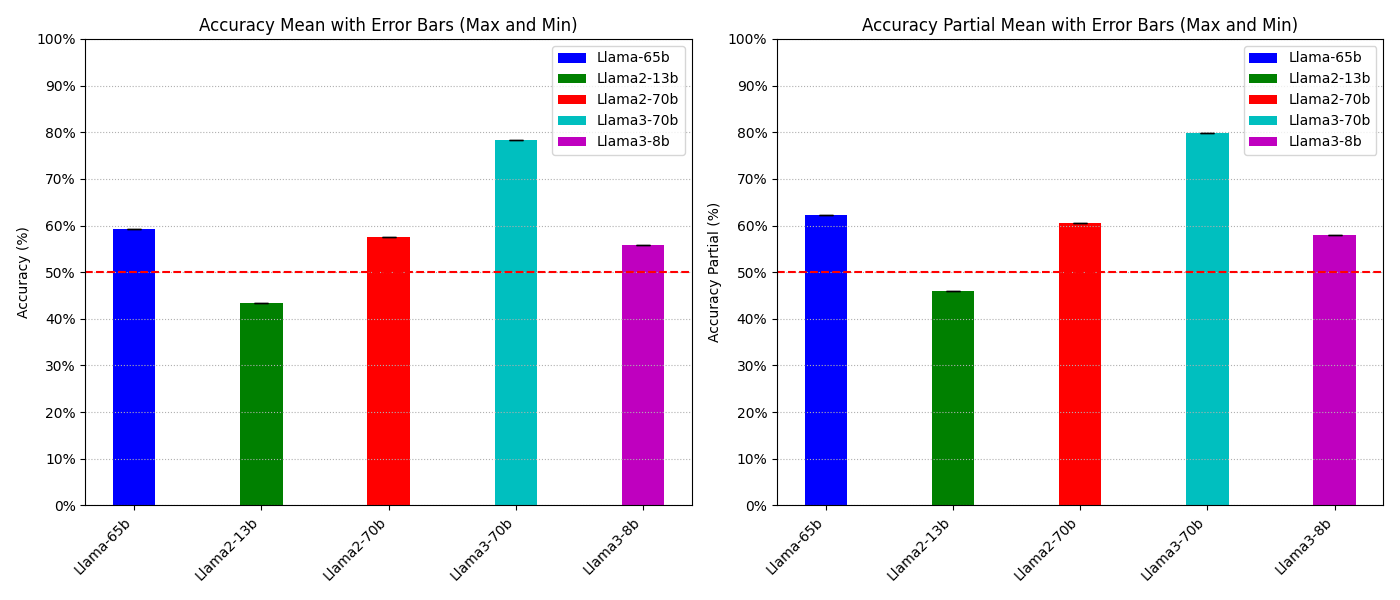 Accuracy Mean with Error Bars (Max and Min)
Accuracy (%)
100%
90%
80%
70%
60%
50%
40%
30%
20%
10%
0%
Llama-65b
Llama2-13b
Llama2-70b
Llama3-70b
Llama3-8b
Llama-65b
Llama2-13b
Llama2-70b
Llama3-70b
Llama3-8b
Accuracy Partial Mean with Error Bars (Max and Min)
Accuracy Partial (%)
100%
90%
80%
70%
60%
50%
40%
30%
20%
10%
0%
Llama-65b
Llama2-13b
Llama2-70b
Llama3-70b
Llama3-8b
Llama-65b
Llama2-13b
Llama2-70b
Llama3-70b
Llama3-8b